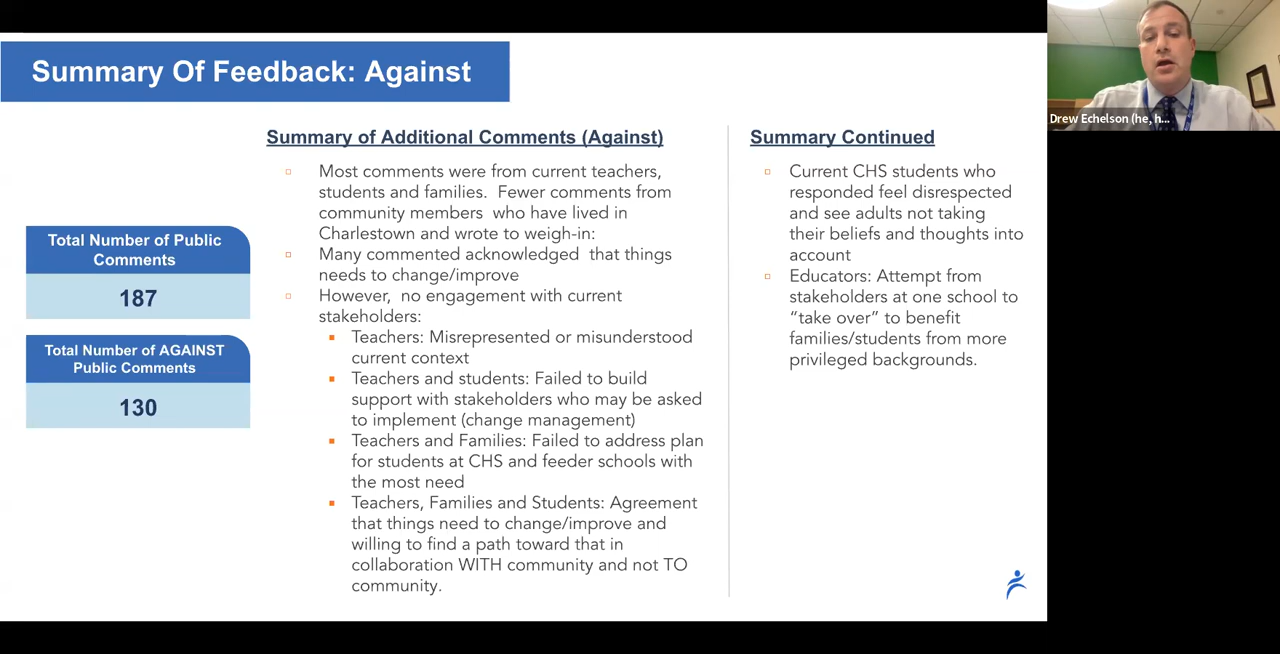 Summary Of Feedback: Against
Total Number of Public
Comments
187
Total Number of AGAINST
Public Comments
130
Summary of Additional Comments (Against)
Most comments were from current teachers,
students and families.  Fewer comments from
community members  who have lived in
Charlestown and wrote to weigh-in:
Many commented acknowledged  that things
needs to change/improve
However,  no engagement with current
stakeholders:
Teachers: Misrepresented or misunderstood
current context
Teachers and students: Failed to build
support with stakeholders who may be asked
to implement (change management)
Teachers and Families: Failed to address plan
for students at CHS and feeder schools with
the most need
Teachers, Families and Students: Agreement
that things need to change/improve and
willing to find a path toward that in
collaboration WITH community and not TO
community.
Summary Continued
Current CHS students who
responded feel disrespected
and see adults not taking
their beliefs and thoughts into
account
Educators: Attempt from
stakeholders at one school to
“take over” to benefit
families/students from more
privileged backgrounds.
Drew Echelson (he, h...